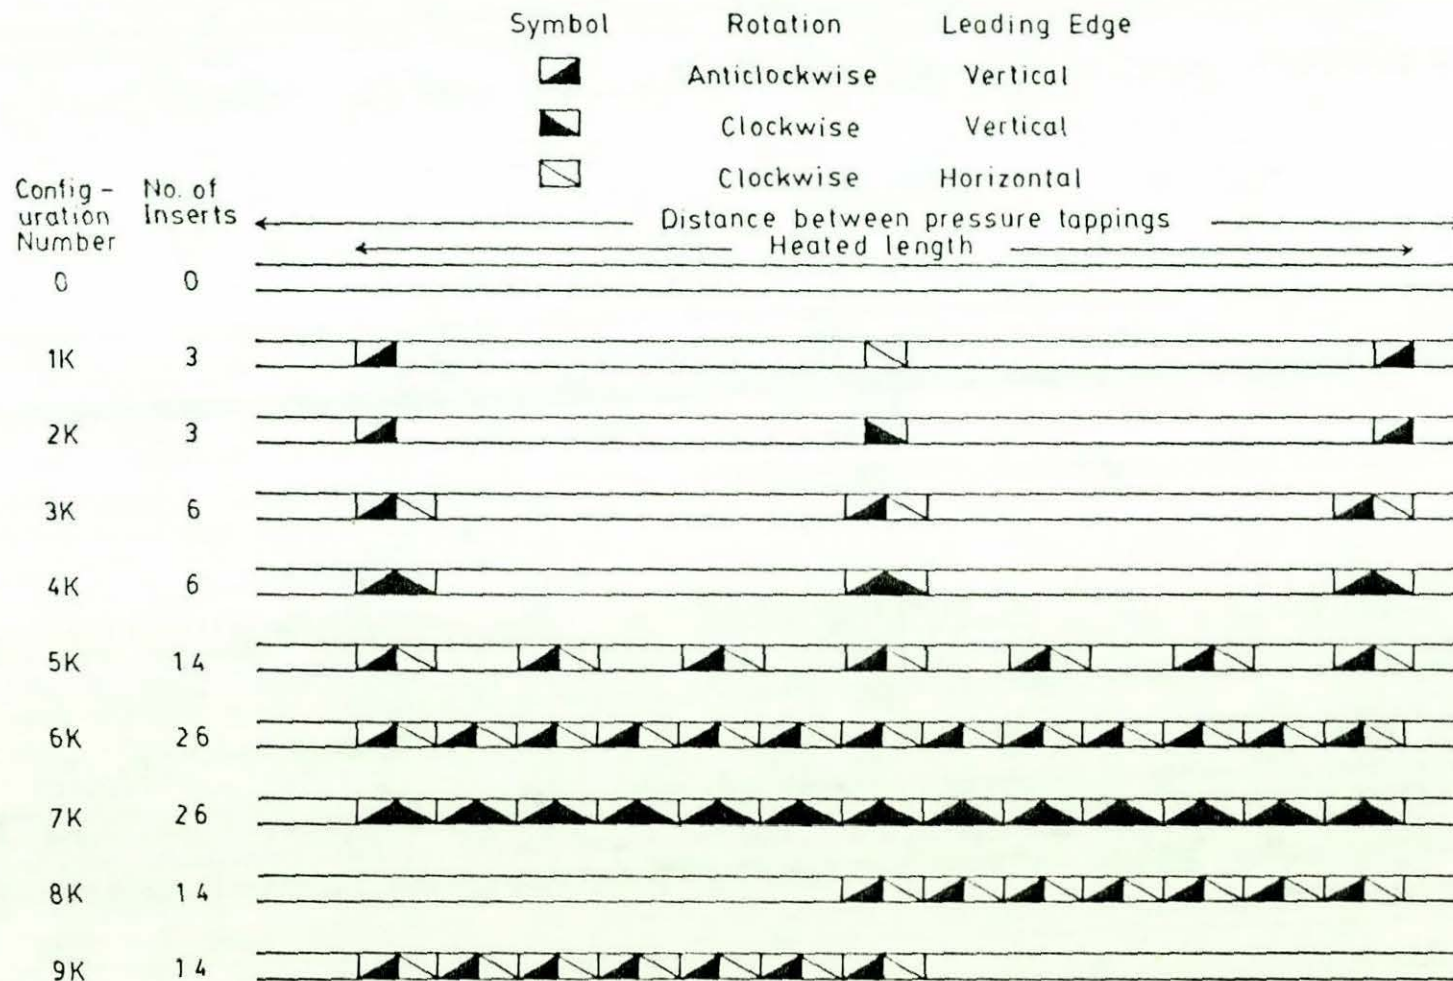 Symbol Rotation Leading Edge
Anticlockwise Vertical
Clockwise Vertical
Clockwise Horizontal
Config-
uration
Number
No. of
Inserts
Distance between pressure tappings
Heated length
0 0
1K 3
2K 3
3K 6
4K 6
5K 14
6K 26
7K 26
8K 14
9K 14